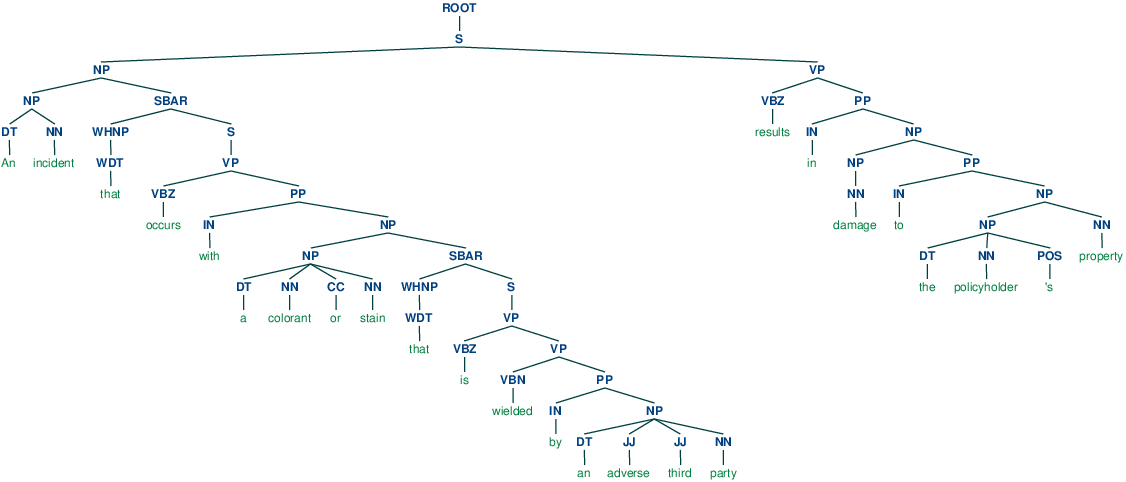 ROOT
S
NP VP
NP SBAR VBZ PP
DT NN WHNP S results IN NP
An incident WDT VP in NP PP
that VBZ PP NN IN NP
occurs IN NP damage to NP NN
with NP SBAR DT NN POS property
DT NN CC NN WHNP S the policyholder 's
a colorant or stain WDT VP
that VBZ VP
is VBN PP
wielded IN NP
by DT JJ JJ NN
an adverse third party